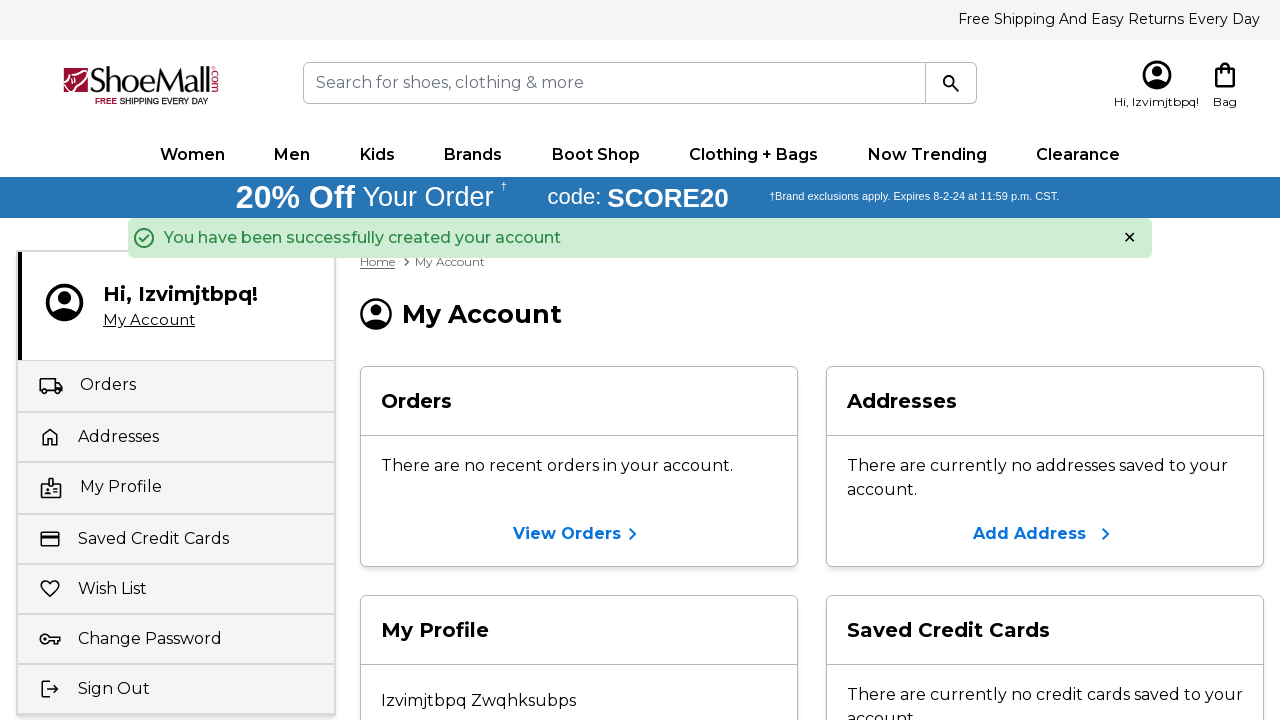 Free Shipping And Easy Returns Every Day
ShoeMall.com
FREE SHIPPING EVERY DAY
Search for shoes, clothing & more
Hi, Izvimjtbpq!
Bag
Women
Men
Kids
Brands
Boot Shop
Clothing + Bags
Now Trending
Clearance
20% Off Your Order †
code: SCORE20
†Brand exclusions apply. Expires 8-2-24 at 11:59 p.m. CST.
You have been successfully created your account
×
Home
My Account
Hi, Izvimjtbpq!
My Account
Orders
Addresses
My Profile
Saved Credit Cards
Wish List
Change Password
Sign Out
My Account
Orders
There are no recent orders in your account.
View Orders
Addresses
There are currently no addresses saved to your
account.
Add Address
My Profile
Izvimjtbpq Zwqhksubps
Saved Credit Cards
There are currently no credit cards saved to your
account.